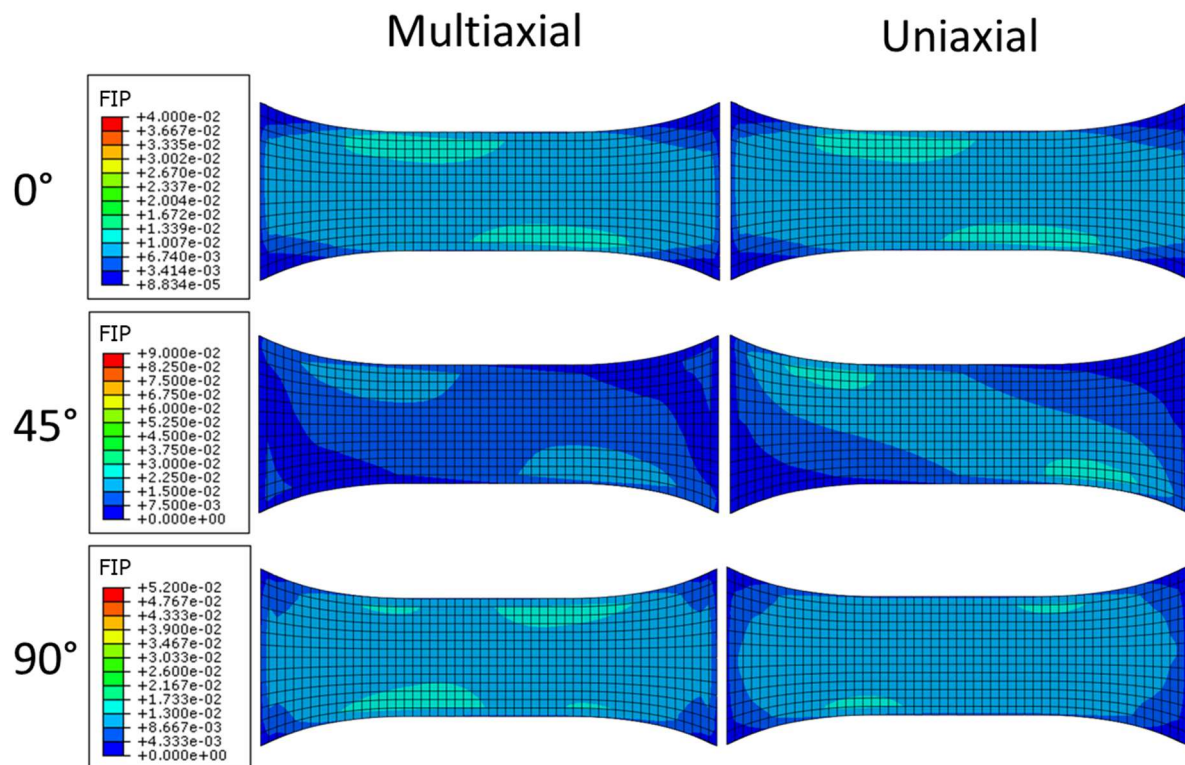 Multiaxial
Uniaxial
0°
FIP
+4.000e-02
+3.667e-02
+3.335e-02
+3.002e-02
+2.670e-02
+2.337e-02
+2.004e-02
+1.672e-02
+1.339e-02
+1.007e-02
+6.740e-03
+3.414e-03
+8.834e-05
45°
FIP
+9.000e-02
+8.250e-02
+7.500e-02
+6.750e-02
+6.000e-02
+5.250e-02
+4.500e-02
+3.750e-02
+3.000e-02
+2.250e-02
+1.500e-02
+7.500e-03
+0.000e+00
90°
FIP
+5.200e-02
+4.767e-02
+4.333e-02
+3.900e-02
+3.467e-02
+3.033e-02
+2.600e-02
+2.167e-02
+1.733e-02
+1.300e-02
+8.667e-03
+4.333e-03
+0.000e+00